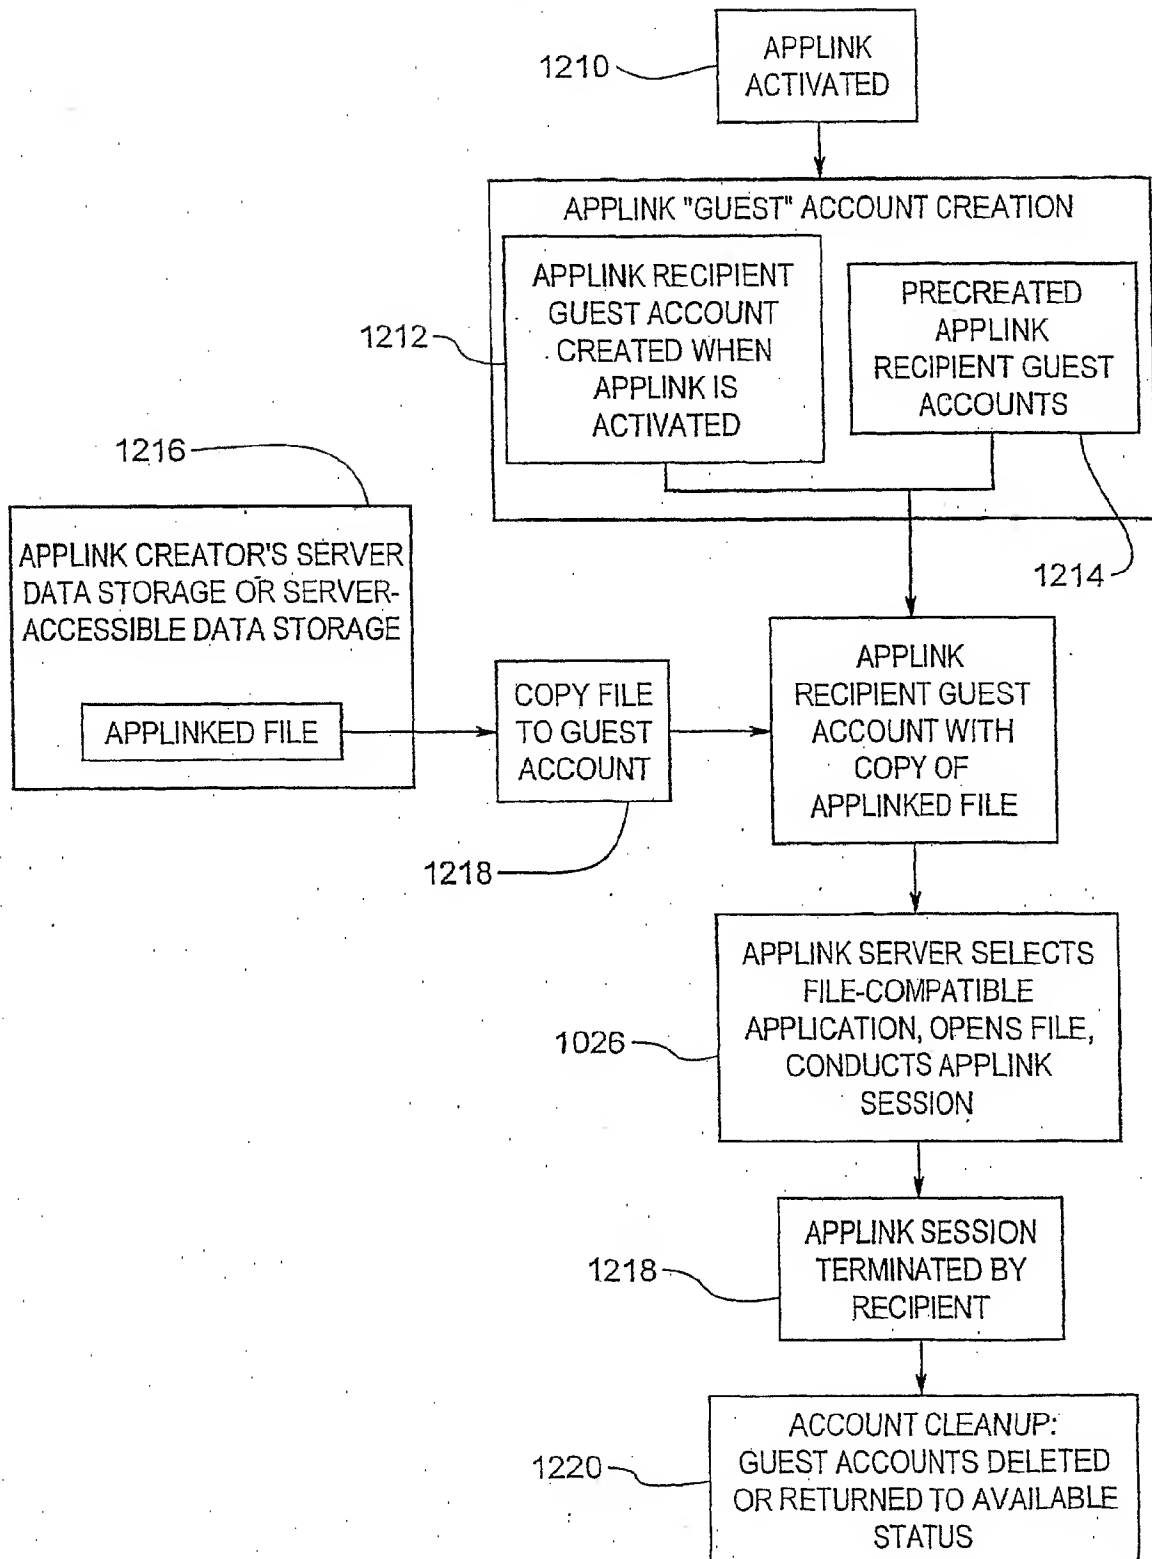 1210
APPLINK
ACTIVATED
APPLINK "GUEST" ACCOUNT CREATION
1212
APPLINK RECIPIENT
GUEST ACCOUNT
CREATED WHEN
APPLINK IS
ACTIVATED
PRECREATED
APPLINK
RECIPIENT GUEST
ACCOUNTS
1214
1216
APPLINK CREATOR'S SERVER
DATA STORAGE OR SERVER-
ACCESSIBLE DATA STORAGE
APPLINKED FILE
COPY FILE
TO GUEST
ACCOUNT
1218
APPLINK
RECIPIENT GUEST
ACCOUNT WITH
COPY OF
APPLINKED FILE
1026
APPLINK SERVER SELECTS
FILE-COMPATIBLE
APPLICATION, OPENS FILE,
CONDUCTS APPLINK
SESSION
1218
APPLINK SESSION
TERMINATED BY
RECIPIENT
1220
ACCOUNT CLEANUP:
GUEST ACCOUNTS DELETED
OR RETURNED TO AVAILABLE
STATUS